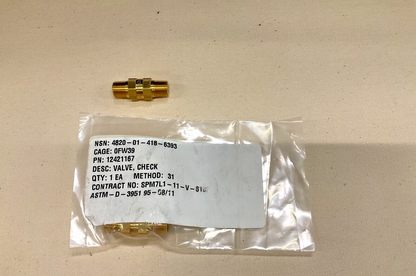 NSN: 4820-01-418-6393
CAGE: 0FW39
PN: 12421167
DESC: VALVE, CHECK
QTY: 1 EA METHOD: 31
CONTRACT NO: SPM7L1-11-V-
ASTM-D-3951 95-08/11